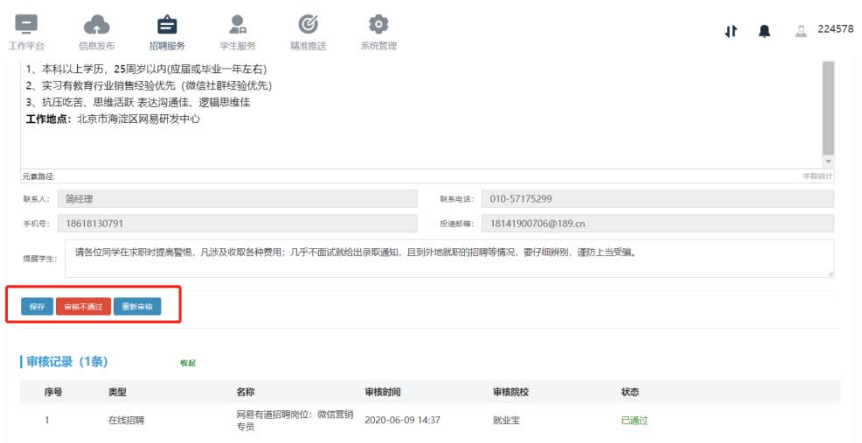 工作平台 信息发布 招聘服务 学生服务 精准推送 系统管理 224578
1、本科以上学历，25周岁以内(应届或毕业一年左右)
2、实习有教育行业销售经验优先（微信社群经验优先）
3、抗压吃苦、思维活跃 表达沟通佳、逻辑思维佳
工作地点：北京市海淀区网易研发中心
元素路径: 字数统计
联系人: 简经理 联系电话: 010-57175299
手机号: 18618130791 投递邮箱: 18141900706@189.cn
提醒学生: 请各位同学在求职时提高警惕，凡涉及收取各种费用；几乎不面试就给出录取通知，且到外地就职的招聘等情况，要仔细辨别，谨防上当受骗。
保存 审核不通过 重新审核
审核记录（1条） 收起
序号 类型 名称 审核时间 审核院校 状态
1 在线招聘 网易有道招聘岗位：微信营销专员 2020-06-09 14:37 就业宝 已通过